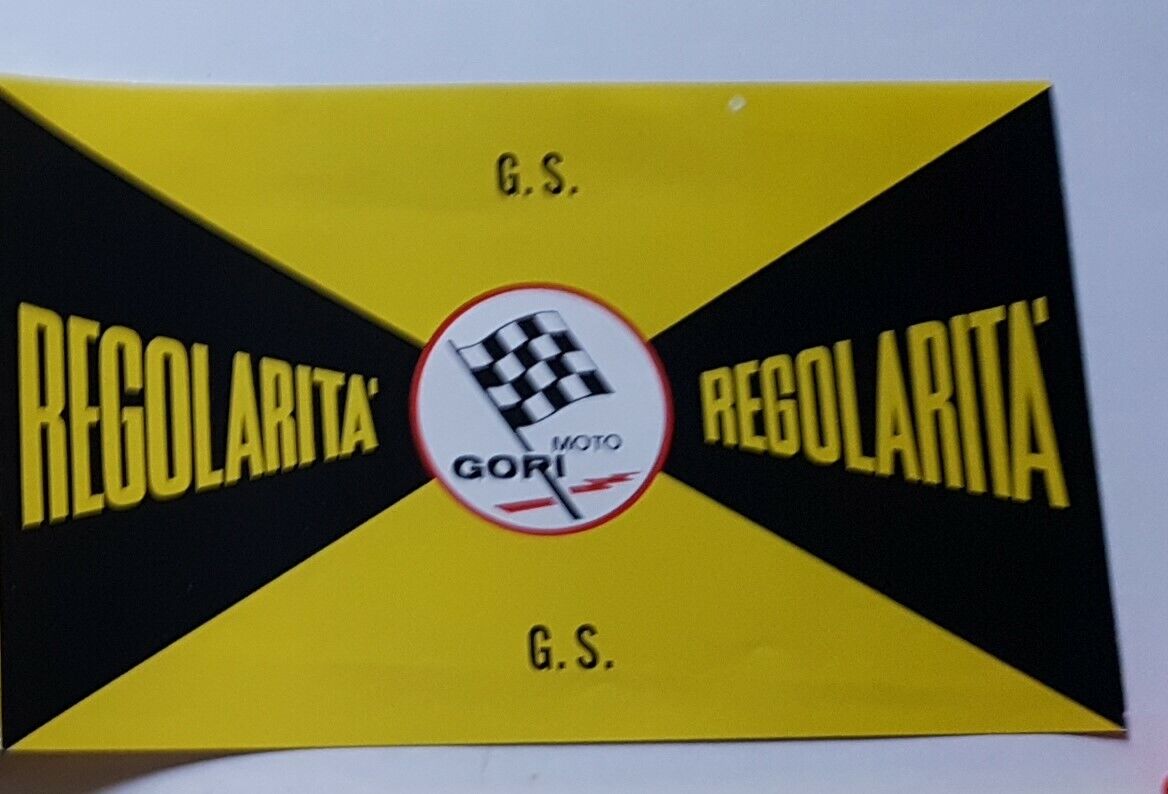 G. S.
REGOLARITA'
MOTO
GORI
REGOLARITA'
G. S.